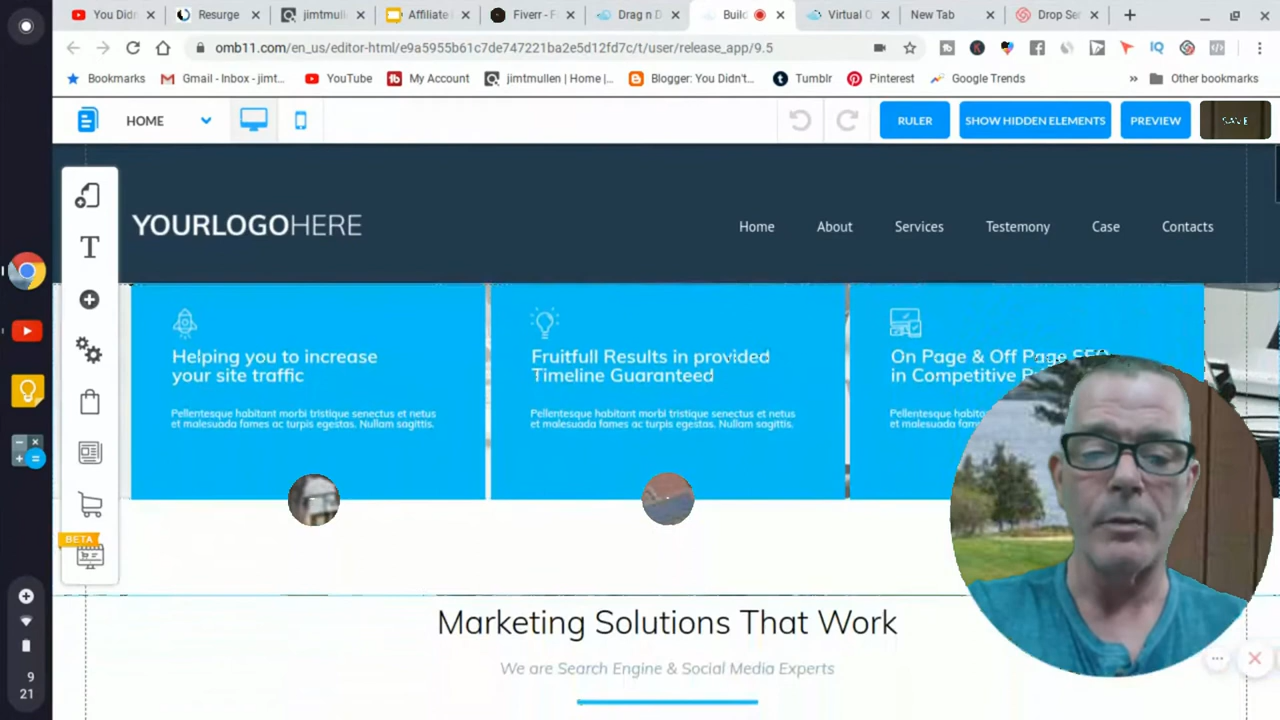 You Didn
Resurge
jimtmulle
Affiliate I
Fiverr - F
Drag n D
Build
Virtual O
New Tab
Drop Ser
omb11.com/en_us/editor-html/e9a5955b61c7de747221ba2e5d12fd7c/t/user/release_app/9.5
Bookmarks
Gmail - Inbox - jimt...
YouTube
My Account
jimtmullen | Home |...
Blogger: You Didn't...
Tumblr
Pinterest
Google Trends
»
Other bookmarks
HOME
RULER
SHOW HIDDEN ELEMENTS
PREVIEW
SAVE
YOURLOGOHERE
Home
About
Services
Testemony
Case
Contacts
Helping you to increase
your site traffic
Pellentesque habitant morbi tristique senectus et netus
et malesuada fames ac turpis egestas. Nullam sagittis.
Fruitfull Results in provided
Timeline Guaranteed
Pellentesque habitant morbi tristique senectus et netus
et malesuada fames ac turpis egestas. Nullam sagittis.
On Page & Off Page SEO
in Competitive
Pellentesque
et malesuada
BETA
Marketing Solutions That Work
We are Search Engine & Social Media Experts
9
21